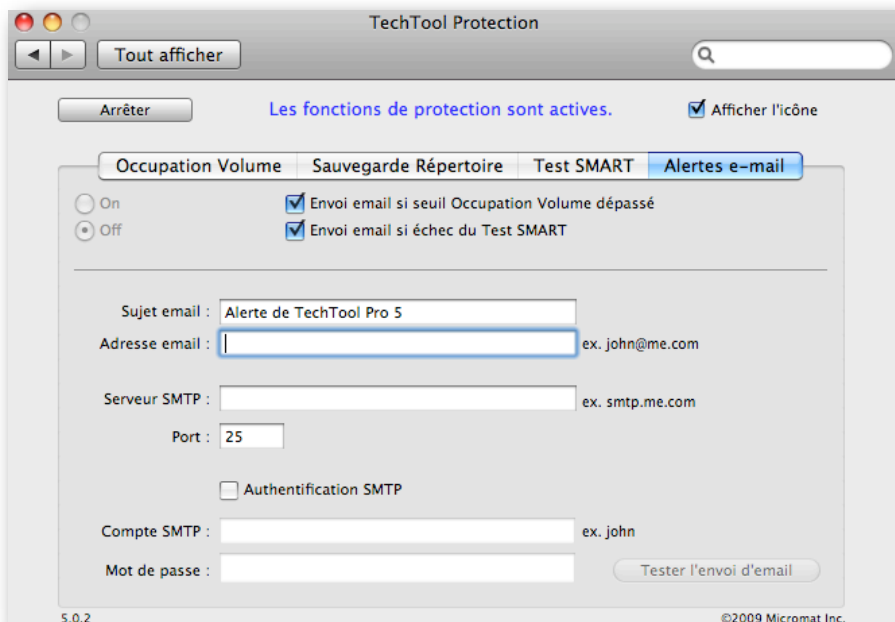 TechTool Protection
Tout afficher
Arrêter
Les fonctions de protection sont actives.
Afficher l'icône
Occupation Volume
Sauvegarde Répertoire
Test SMART
Alertes e-mail
On
Envoi email si seuil Occupation Volume dépassé
Off
Envoi email si échec du Test SMART
Sujet email :
Alerte de TechTool Pro 5
Adresse email :
ex. john@me.com
Serveur SMTP :
ex. smtp.me.com
Port :
25
Authentification SMTP
Compte SMTP :
ex. john
Mot de passe :
Tester l'envoi d'email
5.0.2
©2009 Micromat Inc.